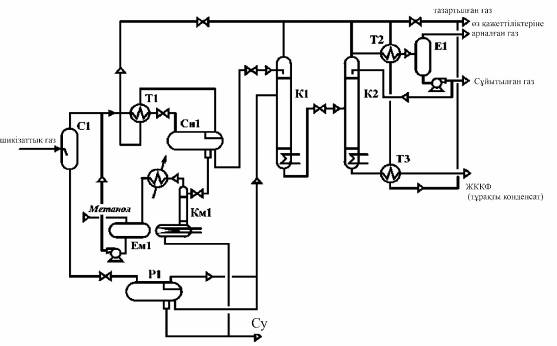 газартылған газ
өз қажеттіліктеріне
арналған газ
Т2
Е1
Т1
Сұйытылған газ
С1
Сп1
К1
К2
шикізаттық газ
Т3
Метанол
Км1
ЖККФ
(тұрақты конденсат)
Ем1
Р1
Су